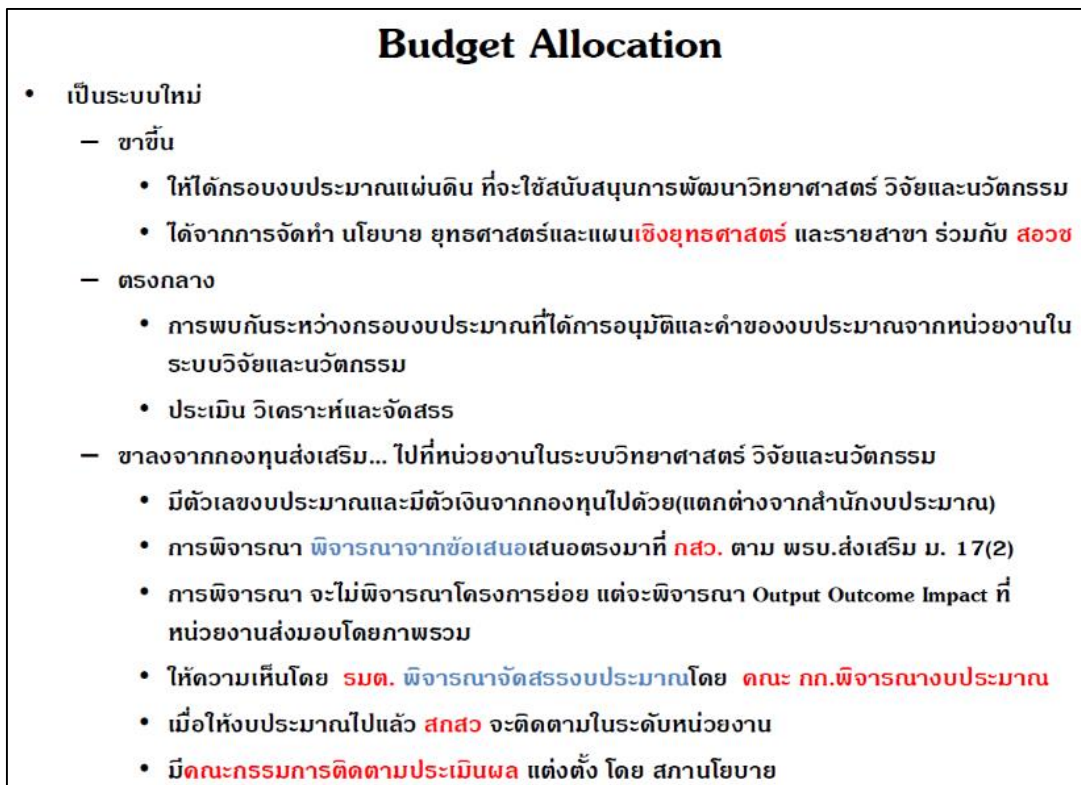 Budget Allocation
• เป็นระบบใหม่
– ขาขึ้น
• ให้ได้กรอบงบประมาณแผ่นดิน ที่จะใช้สนับสนุนการพัฒนาวิทยาศาสตร์ วิจัยและนวัตกรรม
• ได้จากการจัดทำ นโยบาย ยุทธศาสตร์และแผนเชิงยุทธศาสตร์ และรายสาขา ร่วมกับ สอวช
– ตรงกลาง
• การพบกันระหว่างกรอบงบประมาณที่ได้การอนุมัติและคำของบประมาณจากหน่วยงานใน
ระบบวิจัยและนวัตกรรม
• ประเมิน วิเคราะห์และจัดสรร
– ขาลงจากกองทุนส่งเสริม... ไปที่หน่วยงานในระบบวิทยาศาสตร์ วิจัยและนวัตกรรม
• มีตัวเลขงบประมาณและมีตัวเงินจากกองทุนไปด้วย(แตกต่างจากสำนักงบประมาณ)
• การพิจารณา พิจารณาจากข้อเสนอเสนอตรงมาที่ กสว. ตาม พรบ.ส่งเสริม ม. 17(2)
• การพิจารณา จะไม่พิจารณาโครงการย่อย แต่จะพิจารณา Output Outcome Impact ที่
หน่วยงานส่งมอบโดยภาพรวม
• ให้ความเห็นโดย รมต. พิจารณาจัดสรรงบประมาณโดย คณะ กก.พิจารณางบประมาณ
• เมื่อให้งบประมาณไปแล้ว สกสว จะติดตามในระดับหน่วยงาน
• มีคณะกรรมการติดตามประเมินผล แต่งตั้ง โดย สภานโยบาย